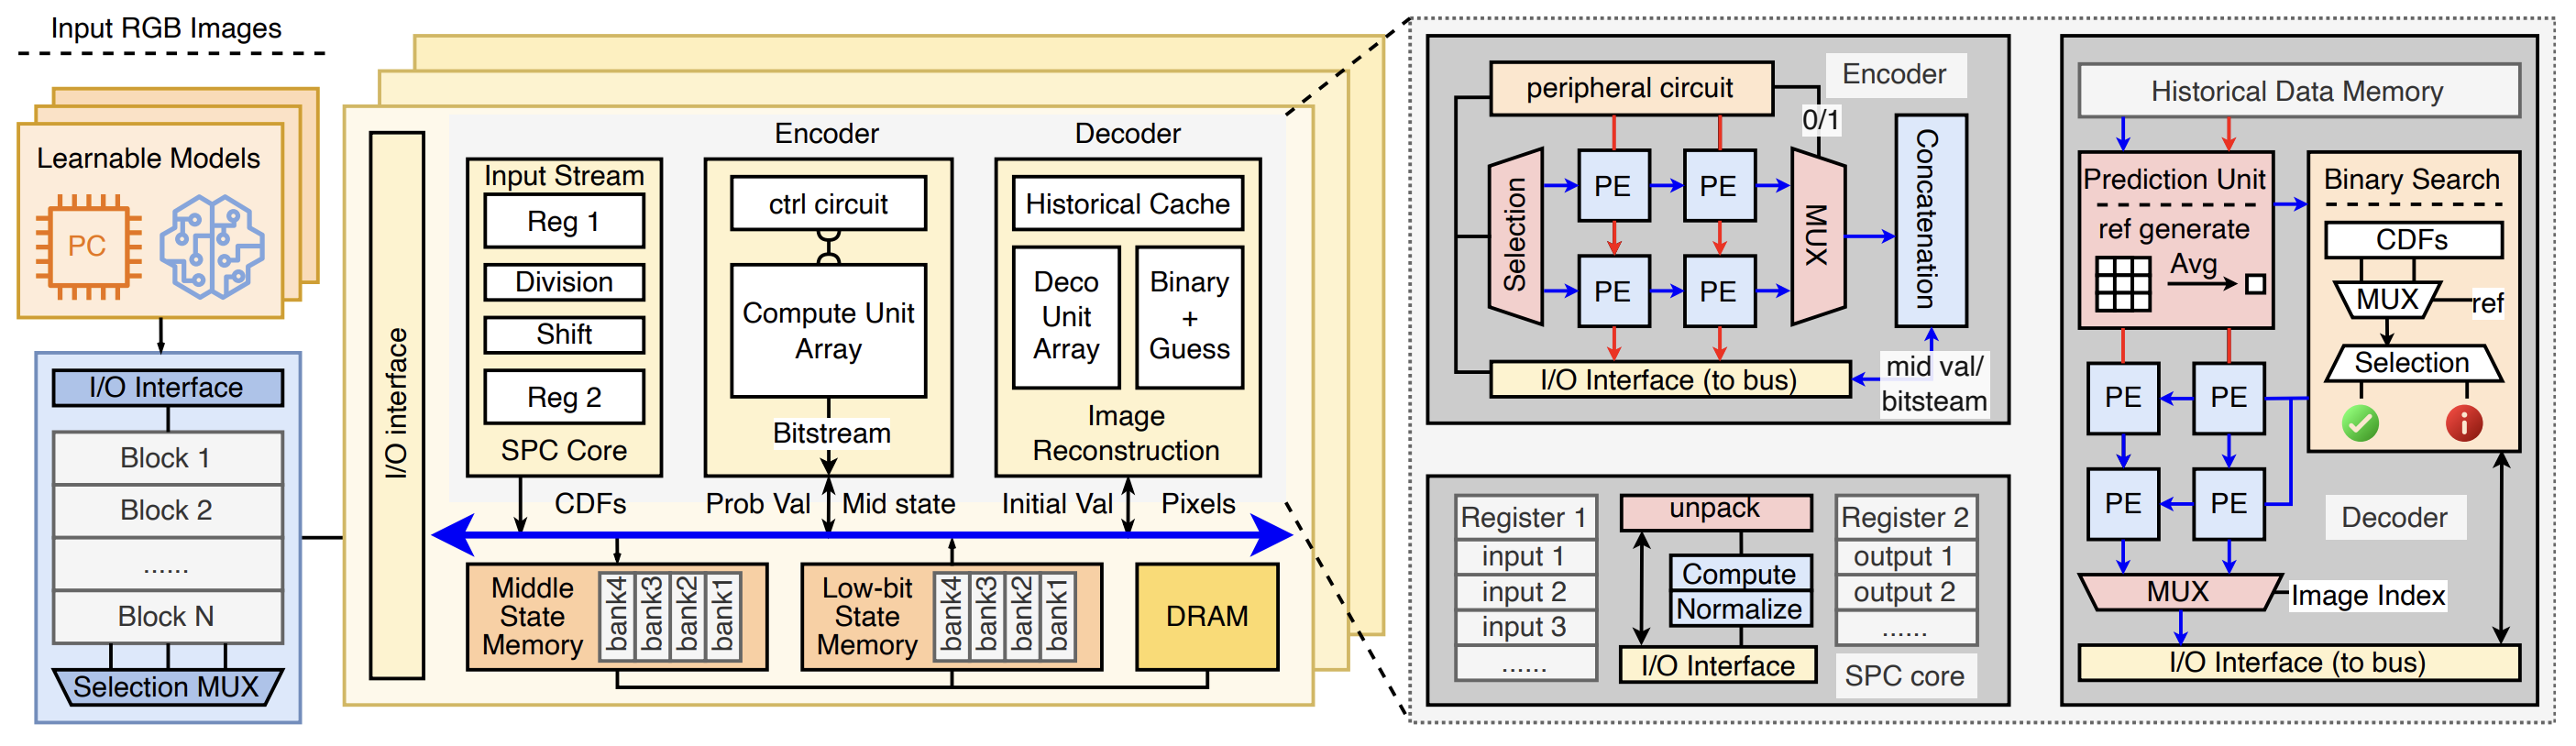 Input RGB Images
Learnable Models
PC
I/O Interface
Block 1
Block 2
......
Block N
Selection MUX
I/O interface
Input Stream
Reg 1
Division
Shift
Reg 2
SPC Core
Encoder
ctrl circuit
Compute Unit
Array
Bitstream
Decoder
Historical Cache
Deco
Unit
Array
Binary
+
Guess
Image
Reconstruction
CDFs
Prob Val
Mid state
Initial Val
Pixels
Middle
State
Memory
bank4
bank3
bank2
bank1
Low-bit
State
Memory
bank4
bank3
bank2
bank1
DRAM
peripheral circuit
Encoder
0/1
Selection
PE
PE
PE
PE
MUX
Concatenation
I/O Interface (to bus)
mid val/
bitsteam
Register 1
input 1
input 2
input 3
......
unpack
Compute
Normalize
I/O Interface
Register 2
output 1
output 2
......
SPC core
Historical Data Memory
Prediction Unit
ref generate
Avg
Binary Search
CDFs
MUX
ref
Selection
PE
PE
PE
PE
Decoder
MUX
Image Index
I/O Interface (to bus)